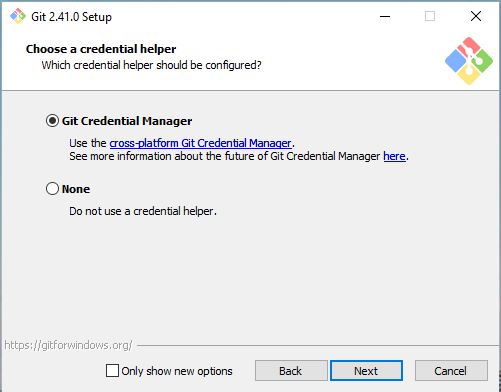 Git 2.41.0 Setup
Choose a credential helper
Which credential helper should be configured?
Git Credential Manager
Use the cross-platform Git Credential Manager.
See more information about the future of Git Credential Manager here.
None
Do not use a credential helper.
https://gitforwindows.org/
Only show new options
Back
Next
Cancel